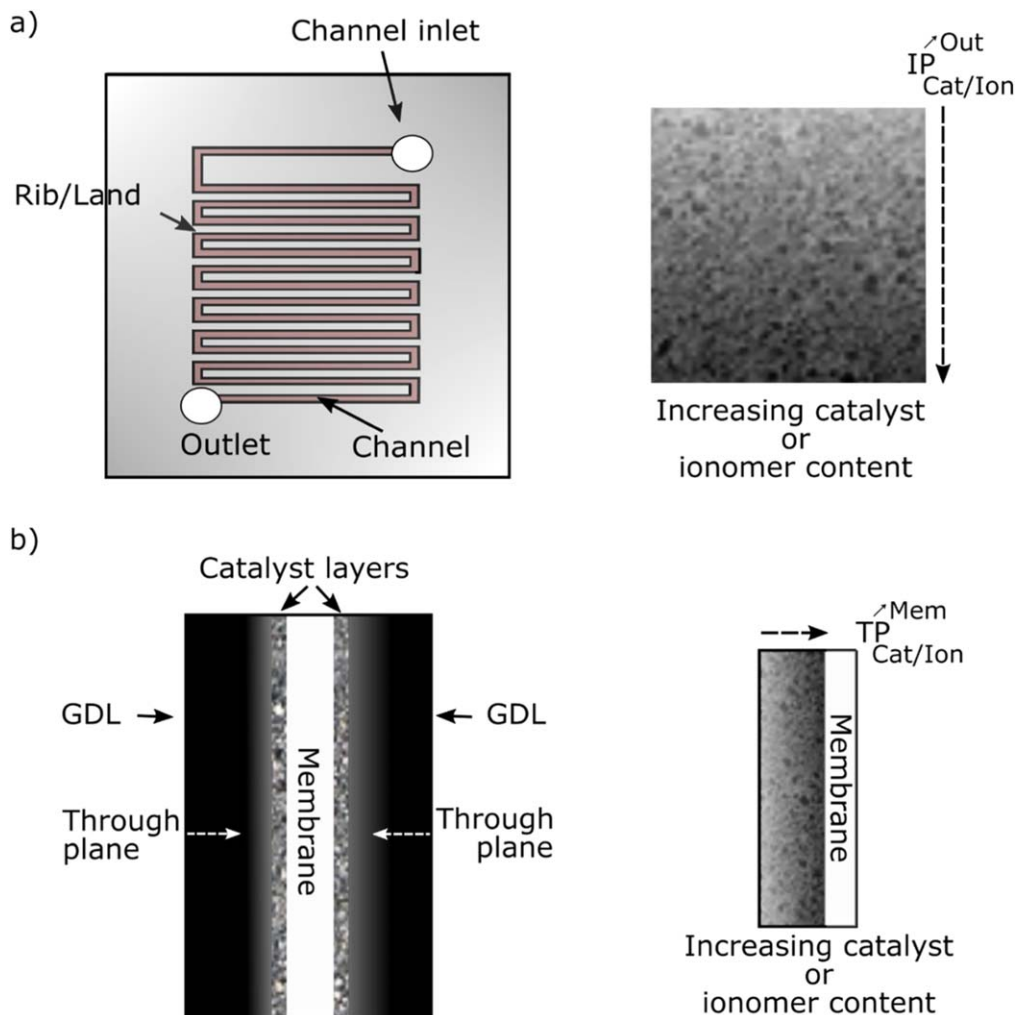 a)
Channel inlet
Rib/Land
Outlet
Channel
IP↗Out
Cat/Ion
Increasing catalyst
or
ionomer content
b)
Catalyst layers
GDL
GDL
Through
plane
Membrane
Through
plane
TP↗Mem
Cat/Ion
Membrane
Increasing catalyst
or
ionomer content